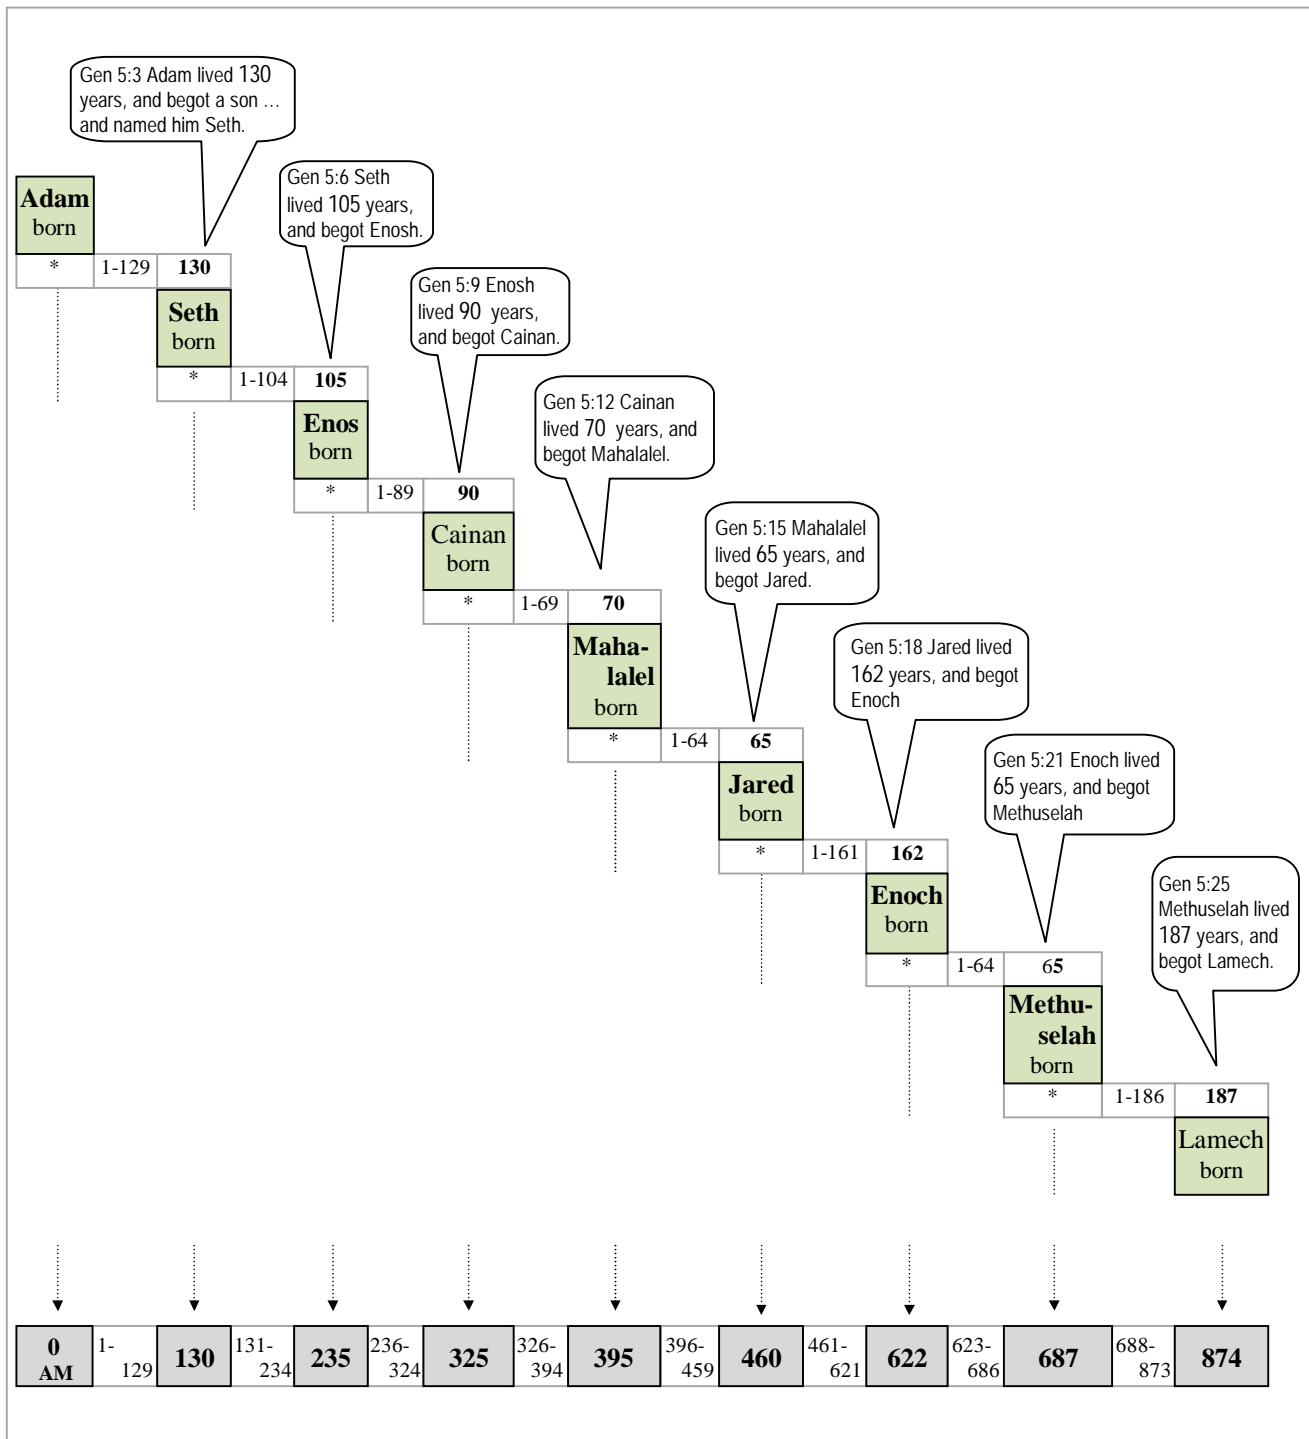 Gen 5:3 Adam lived 130
years, and begot a son …
and named him Seth.
Adam
born
* 1-129 130
Gen 5:6 Seth
lived 105 years,
and begot Enosh.
Seth
born
* 1-104 105
Gen 5:9 Enosh
lived 90 years,
and begot Cainan.
Enos
born
* 1-89 90
Gen 5:12 Cainan
lived 70 years, and
begot Mahalalel.
Cainan
born
* 1-69 70
Gen 5:15 Mahalalel
lived 65 years, and
begot Jared.
Maha-
lalel
born
* 1-64 65
Gen 5:18 Jared lived
162 years, and begot
Enoch
Jared
born
* 1-161 162
Gen 5:21 Enoch lived
65 years, and begot
Methuselah
Enoch
born
* 1-64 65
Gen 5:25
Methuselah lived
187 years, and
begot Lamech.
Methu-
selah
born
* 1-186 187
Lamech
born
0
AM
1-
129
130
131-
234
235
236-
324
325
326-
394
395
396-
459
460
461-
621
622
623-
686
687
688-
873
874